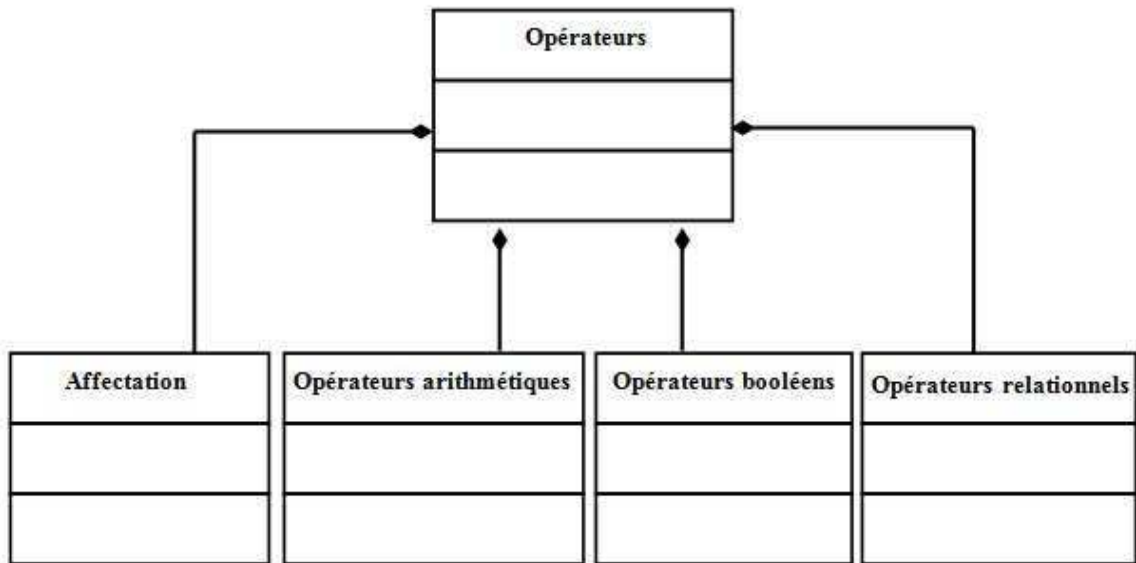 Opérateurs
Affectation
Opérateurs arithmétiques
Opérateurs booléens
Opérateurs relationnels